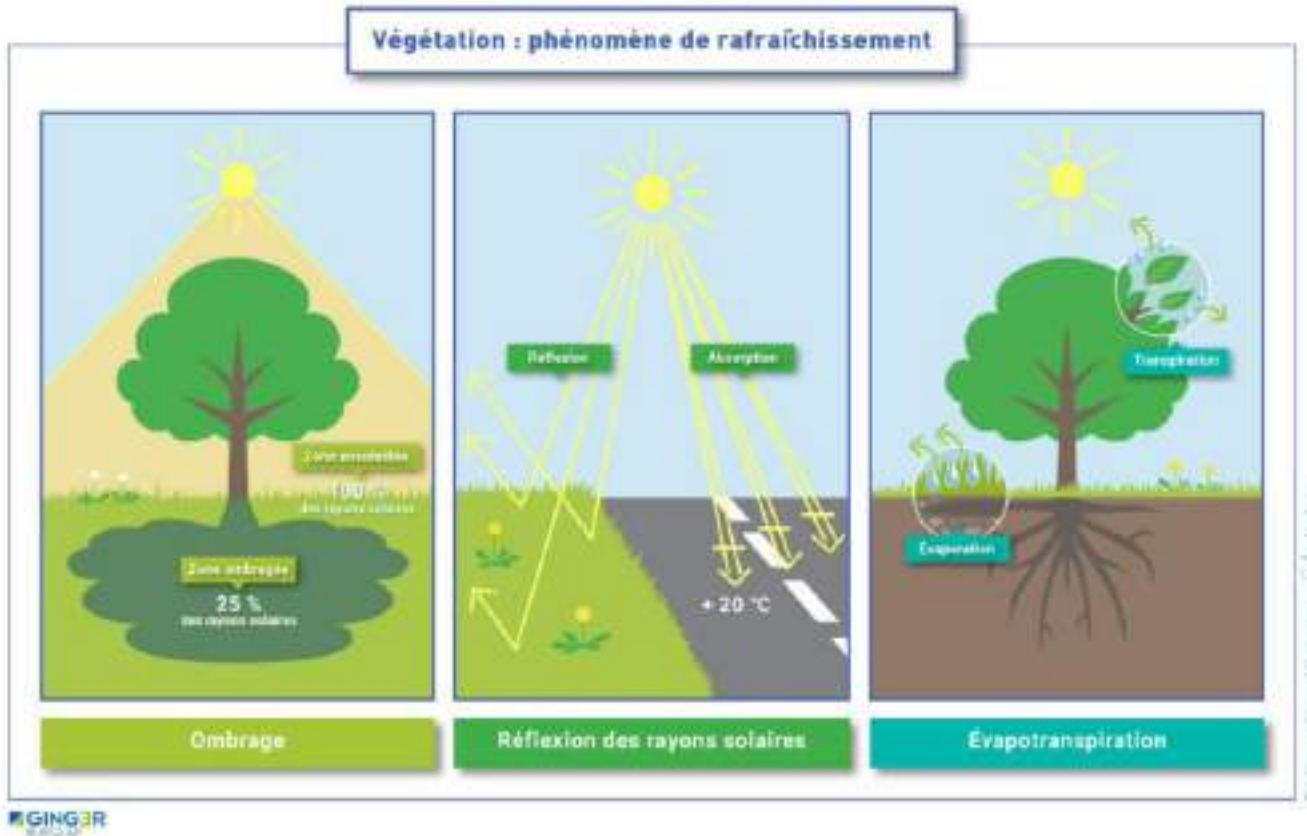 Végétation : phénomène de rafraîchissement
Réflexion
Absorption
Transpiration
Zone ensoleillée
100 %
des rayons solaires
Zone ombragée
25 %
des rayons solaires
+ 20 °C
Évaporation
Ombrage
Réflexion des rayons solaires
Évapotranspiration
GINGER